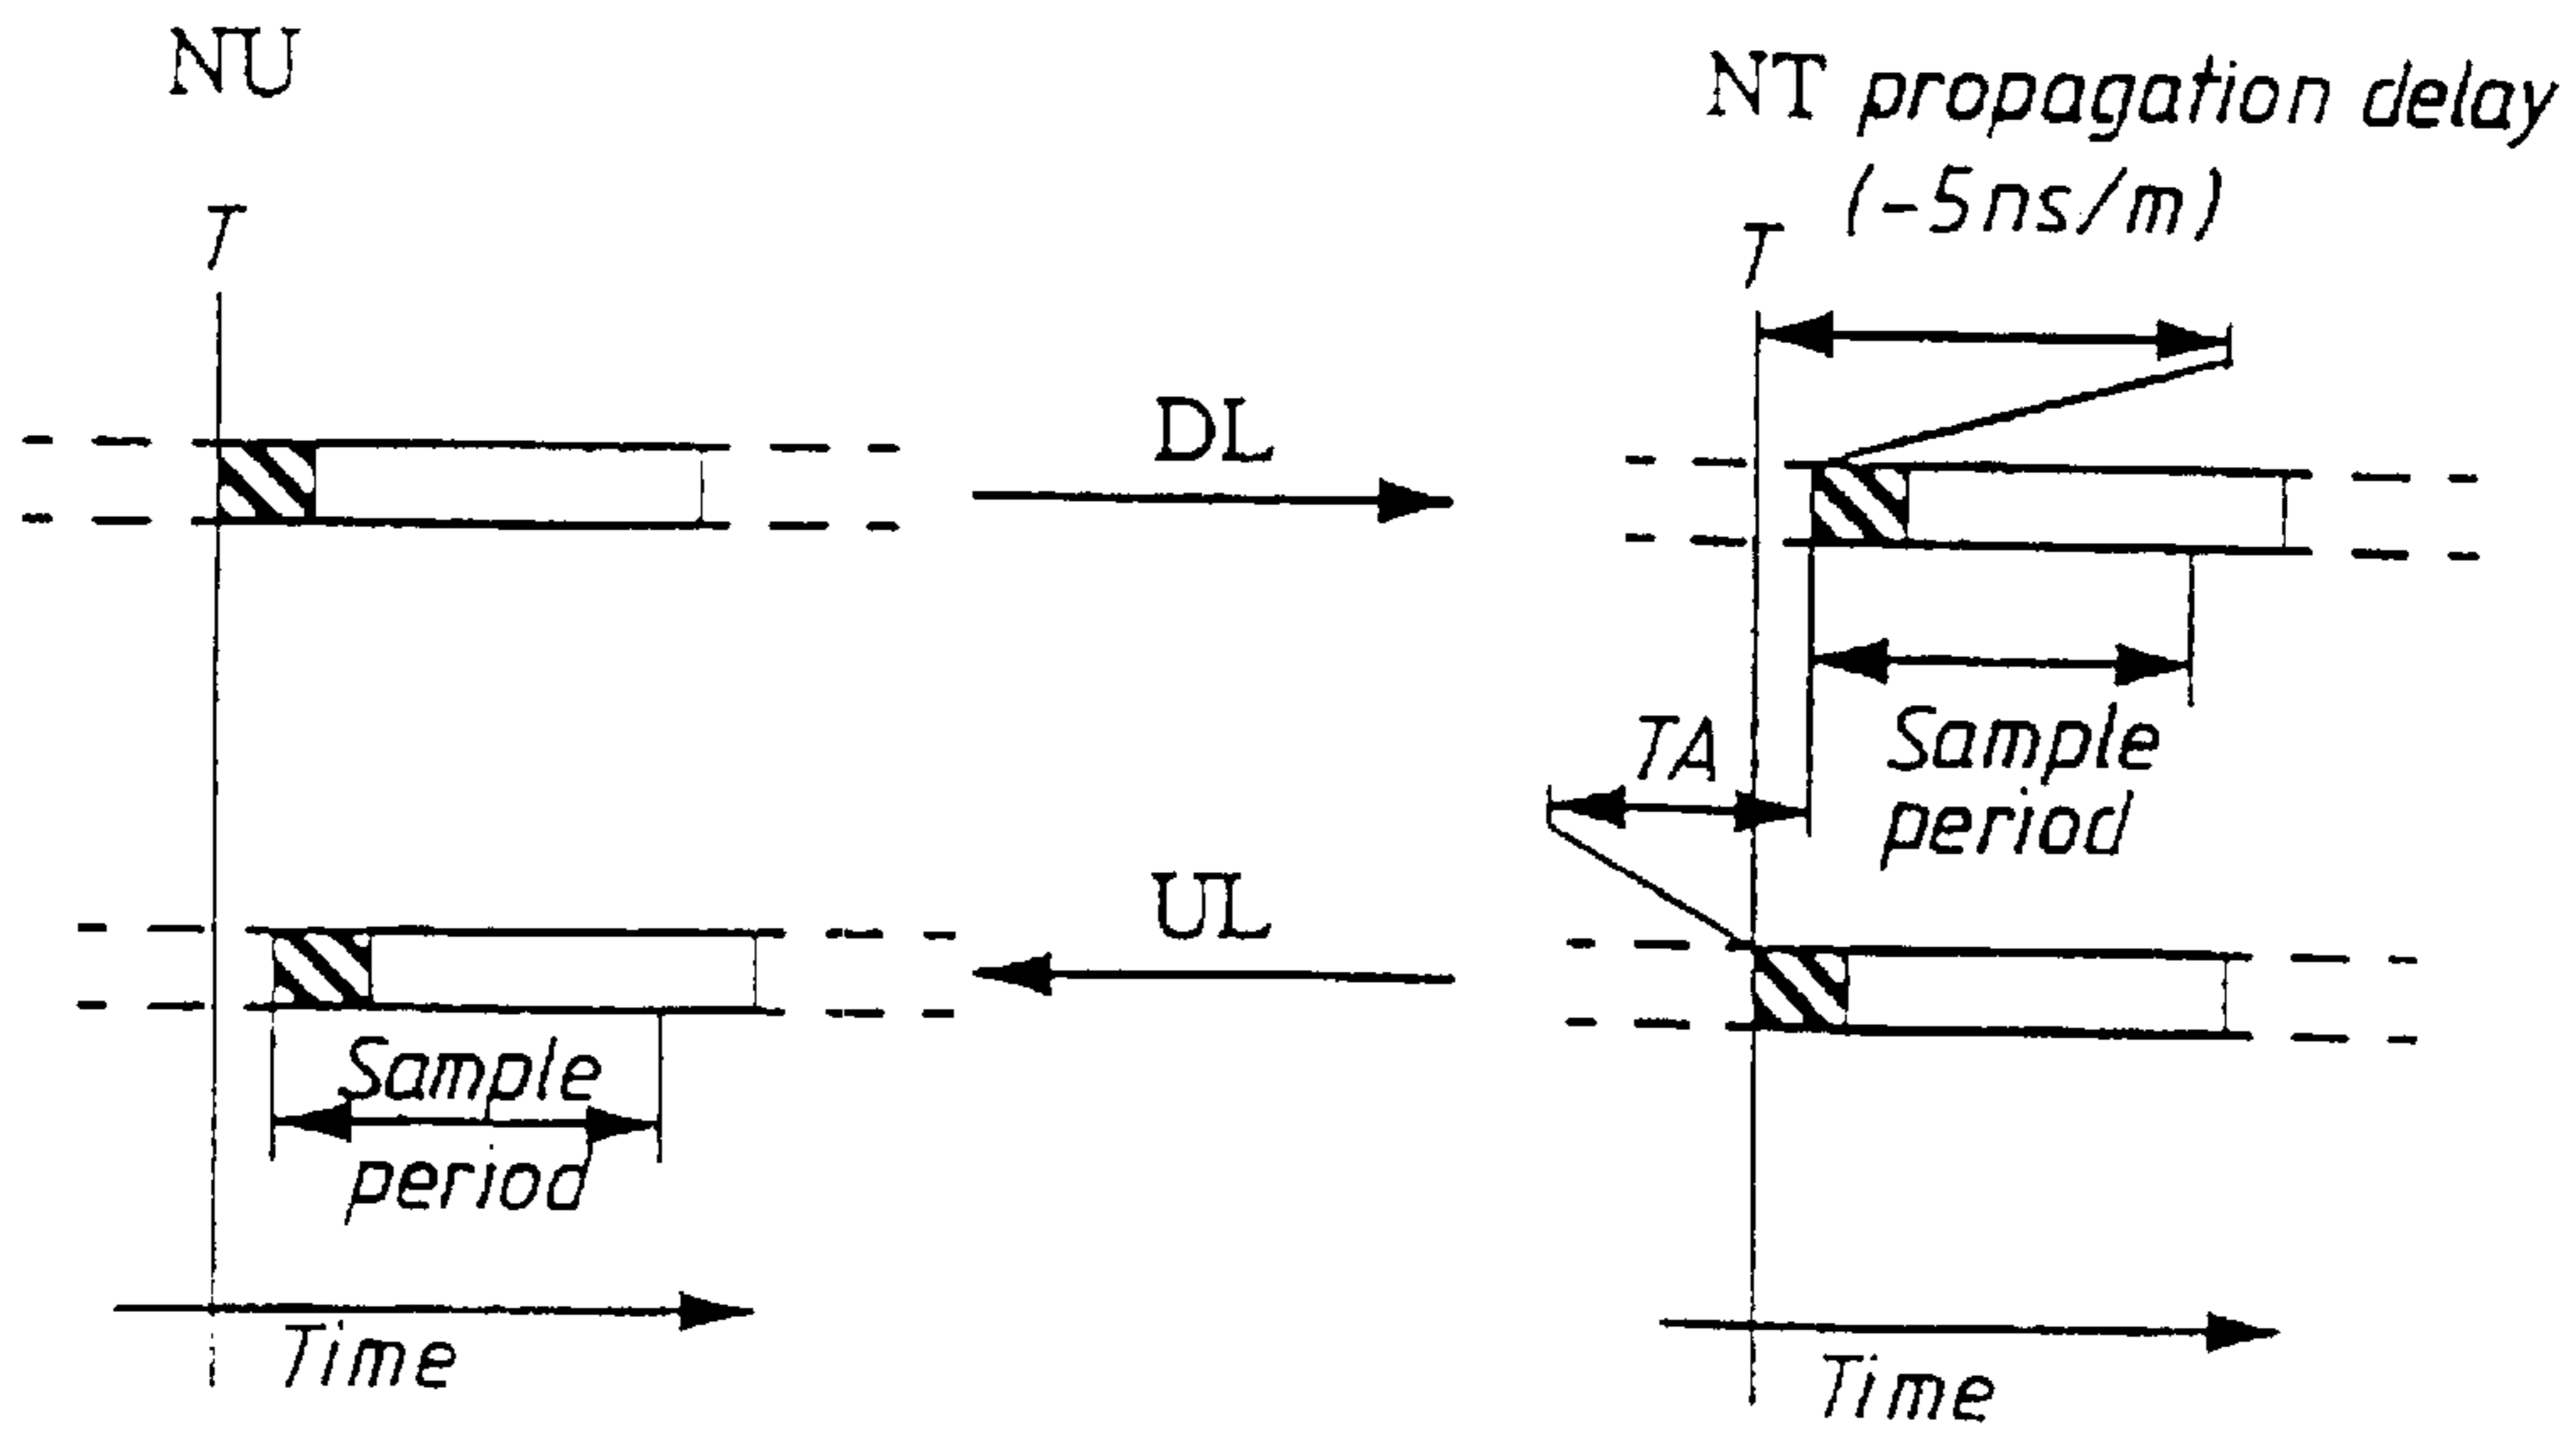 NU
NT propagation delay
(-5ns/m)
T
T
DL
TA
Sample
period
UL
Sample
period
Time
Time